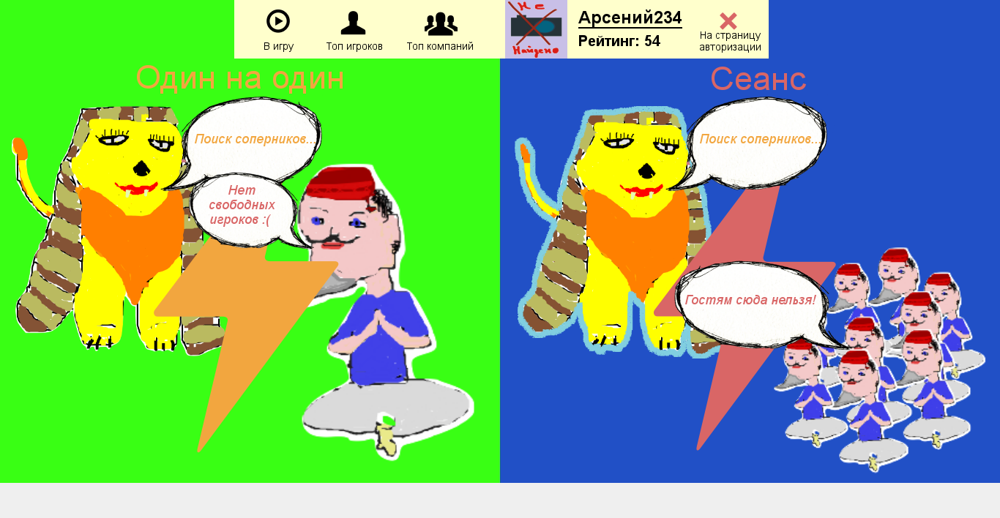 В игру
Топ игроков
Топ компаний
Не
Найдено
Арсений234
Рейтинг: 54
На страницу
авторизации
Один на один
Поиск соперников...
Нет
свободных
игроков :(
Сеанс
Поиск соперников...
Гостям сюда нельзя!